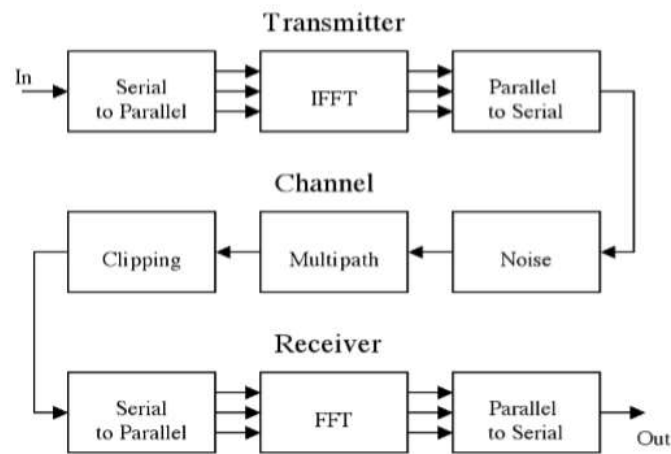 Transmitter
In
Serial
to Parallel
IFFT
Parallel
to Serial
Channel
Clipping
Multipath
Noise
Receiver
Serial
to Parallel
FFT
Parallel
to Serial
Out